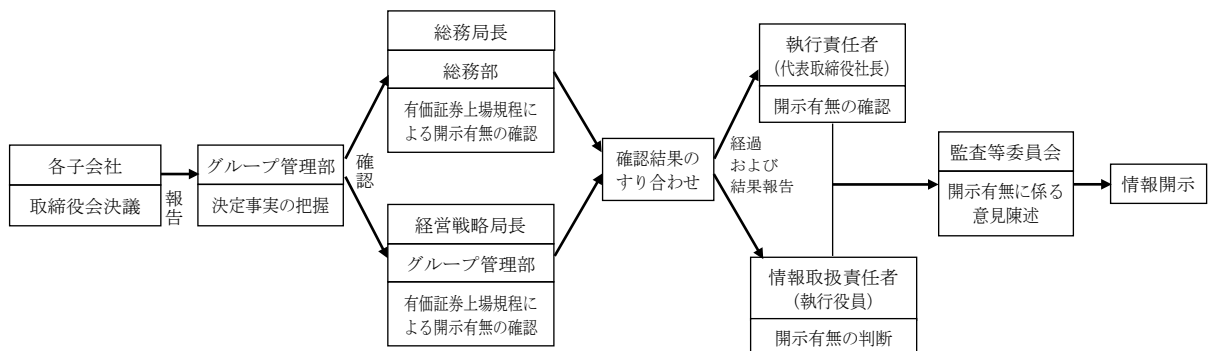 各子会社
取締役会決議
報告
グループ管理部
決定事実の把握
確認
総務局長
総務部
有価証券上場規程に
よる開示有無の確認
経営戦略局長
グループ管理部
有価証券上場規程に
よる開示有無の確認
確認結果の
すり合わせ
経過
および
結果報告
執行責任者
(代表取締役社長)
開示有無の確認
情報取扱責任者
(執行役員)
開示有無の判断
監査等委員会
開示有無に係る
意見陳述
情報開示